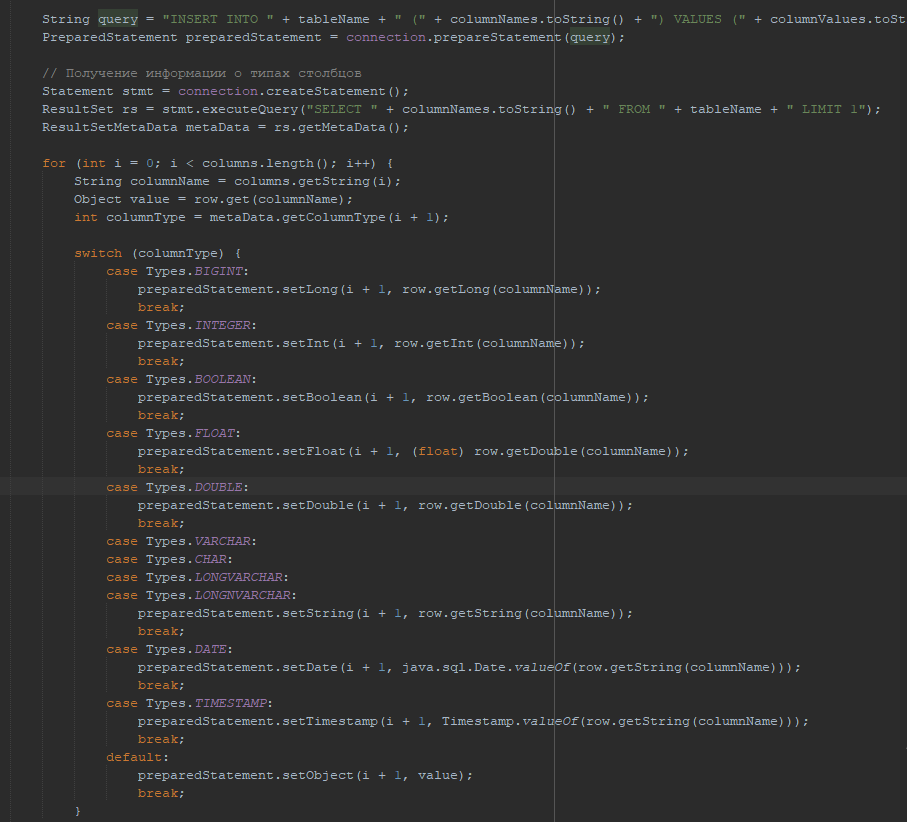 String query = "INSERT INTO " + tableName + " (" + columnNames.toString() + ") VALUES (" + columnValues.toSt
PreparedStatement preparedStatement = connection.prepareStatement(query);
// Получение информации о типах столбцов
Statement stmt = connection.createStatement();
ResultSet rs = stmt.executeQuery("SELECT " + columnNames.toString() + " FROM " + tableName + " LIMIT 1");
ResultSetMetaData metaData = rs.getMetaData();
for (int i = 0; i < columns.length(); i++) {
String columnName = columns.getString(i);
Object value = row.get(columnName);
int columnType = metaData.getColumnType(i + 1);
switch (columnType) {
case Types.BIGINT:
preparedStatement.setLong(i + 1, row.getLong(columnName));
break;
case Types.INTEGER:
preparedStatement.setInt(i + 1, row.getInt(columnName));
break;
case Types.BOOLEAN:
preparedStatement.setBoolean(i + 1, row.getBoolean(columnName));
break;
case Types.FLOAT:
preparedStatement.setFloat(i + 1, (float) row.getDouble(columnName));
break;
case Types.DOUBLE:
preparedStatement.setDouble(i + 1, row.getDouble(columnName));
break;
case Types.VARCHAR:
case Types.CHAR:
case Types.LONGVARCHAR:
case Types.LONGNVARCHAR:
preparedStatement.setString(i + 1, row.getString(columnName));
break;
case Types.DATE:
preparedStatement.setDate(i + 1, java.sql.Date.valueOf(row.getString(columnName)));
break;
case Types.TIMESTAMP:
preparedStatement.setTimestamp(i + 1, Timestamp.valueOf(row.getString(columnName)));
break;
default:
preparedStatement.setObject(i + 1, value);
break;
}